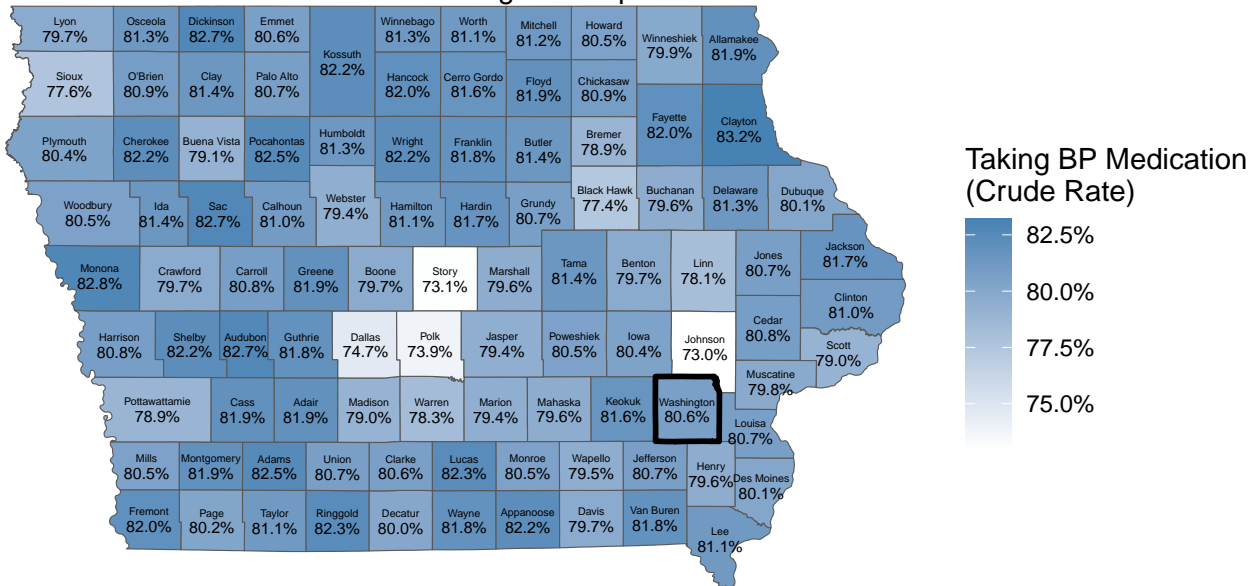 Lyon
79.7%
Osceola
81.3%
Dickinson
82.7%
Emmet
80.6%
Kossuth
82.2%
Winnebago
81.3%
Worth
81.1%
Mitchell
81.2%
Howard
80.5%
Winneshiek
79.9%
Allamakee
81.9%
Sioux
77.6%
O'Brien
80.9%
Clay
81.4%
Palo Alto
80.7%
Hancock
82.0%
Cerro Gordo
81.6%
Floyd
81.9%
Chickasaw
80.9%
Fayette
82.0%
Clayton
83.2%
Plymouth
80.4%
Cherokee
82.2%
Buena Vista
79.1%
Pocahontas
82.5%
Humboldt
81.3%
Wright
82.2%
Franklin
81.8%
Butler
81.4%
Bremer
78.9%
Woodbury
80.5%
Ida
81.4%
Sac
82.7%
Calhoun
81.0%
Webster
79.4%
Hamilton
81.1%
Hardin
81.7%
Grundy
80.7%
Black Hawk
77.4%
Buchanan
79.6%
Delaware
81.3%
Dubuque
80.1%
Monona
82.8%
Crawford
79.7%
Carroll
80.8%
Greene
81.9%
Boone
79.7%
Story
73.1%
Marshall
79.6%
Tama
81.4%
Benton
79.7%
Linn
78.1%
Jones
80.7%
Jackson
81.7%
Clinton
81.0%
Harrison
80.8%
Shelby
82.2%
Audubon
82.7%
Guthrie
81.8%
Dallas
74.7%
Polk
73.9%
Jasper
79.4%
Poweshiek
80.5%
Iowa
80.4%
Johnson
73.0%
Cedar
80.8%
Scott
79.0%
Muscatine
79.8%
Pottawattamie
78.9%
Cass
81.9%
Adair
81.9%
Madison
79.0%
Warren
78.3%
Marion
79.4%
Mahaska
79.6%
Keokuk
81.6%
Washington
80.6%
Louisa
80.7%
Mills
80.5%
Montgomery
81.9%
Adams
82.5%
Union
80.7%
Clarke
80.6%
Lucas
82.3%
Monroe
80.5%
Wapello
79.5%
Jefferson
80.7%
Henry
79.6%
Des Moines
80.1%
Fremont
82.0%
Page
80.2%
Taylor
81.1%
Ringgold
82.3%
Decatur
80.0%
Wayne
81.8%
Appanoose
82.2%
Davis
79.7%
Van Buren
81.8%
Lee
81.1%
Taking BP Medication
(Crude Rate)
82.5%
80.0%
77.5%
75.0%